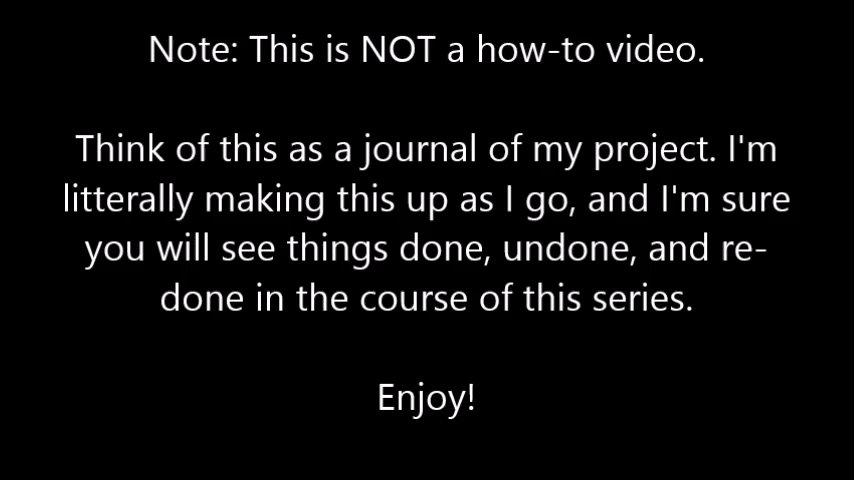 Note: This is NOT a how-to video.
Think of this as a journal of my project. I'm
litterally making this up as I go, and I'm sure
you will see things done, undone, and re-
done in the course of this series.
Enjoy!